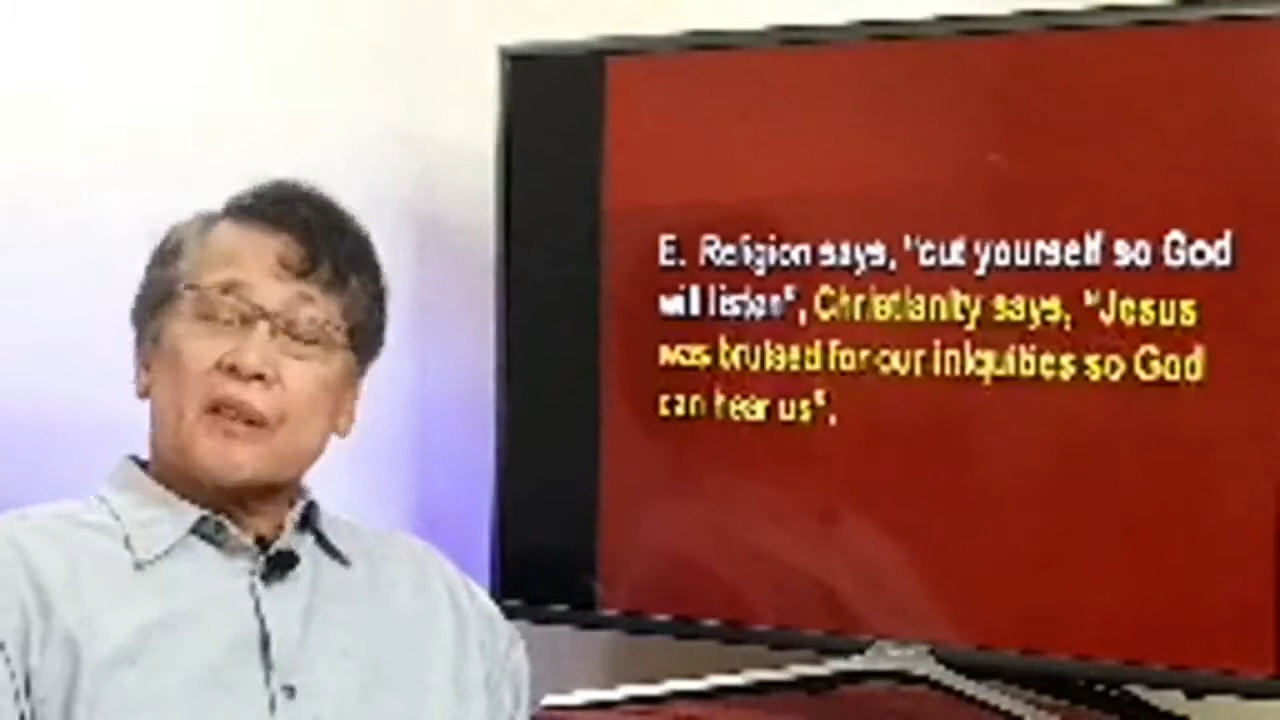 E. Religion says, "cut yourself so God
will listen", Christianity says, "Jesus
was bruised for our iniquities so God
can hear us".